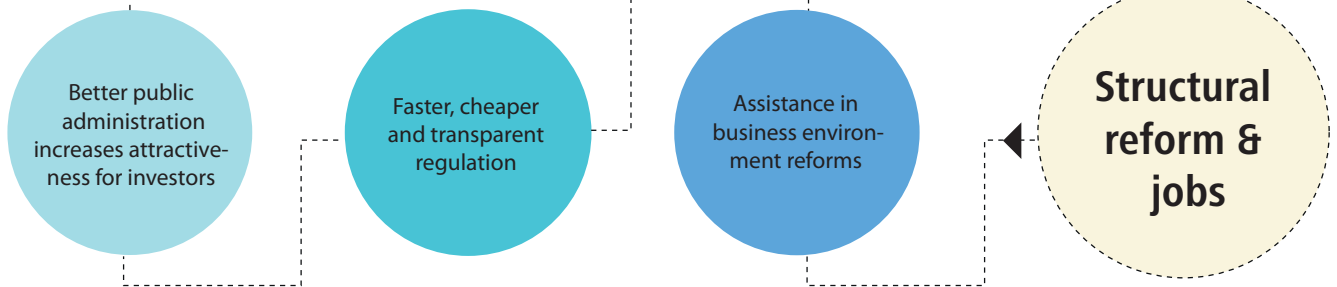 Better public
administration
increases attractive-
ness for investors
Faster, cheaper
and transparent
regulation
Assistance in
business environ-
ment reforms
Structural
reform &
jobs